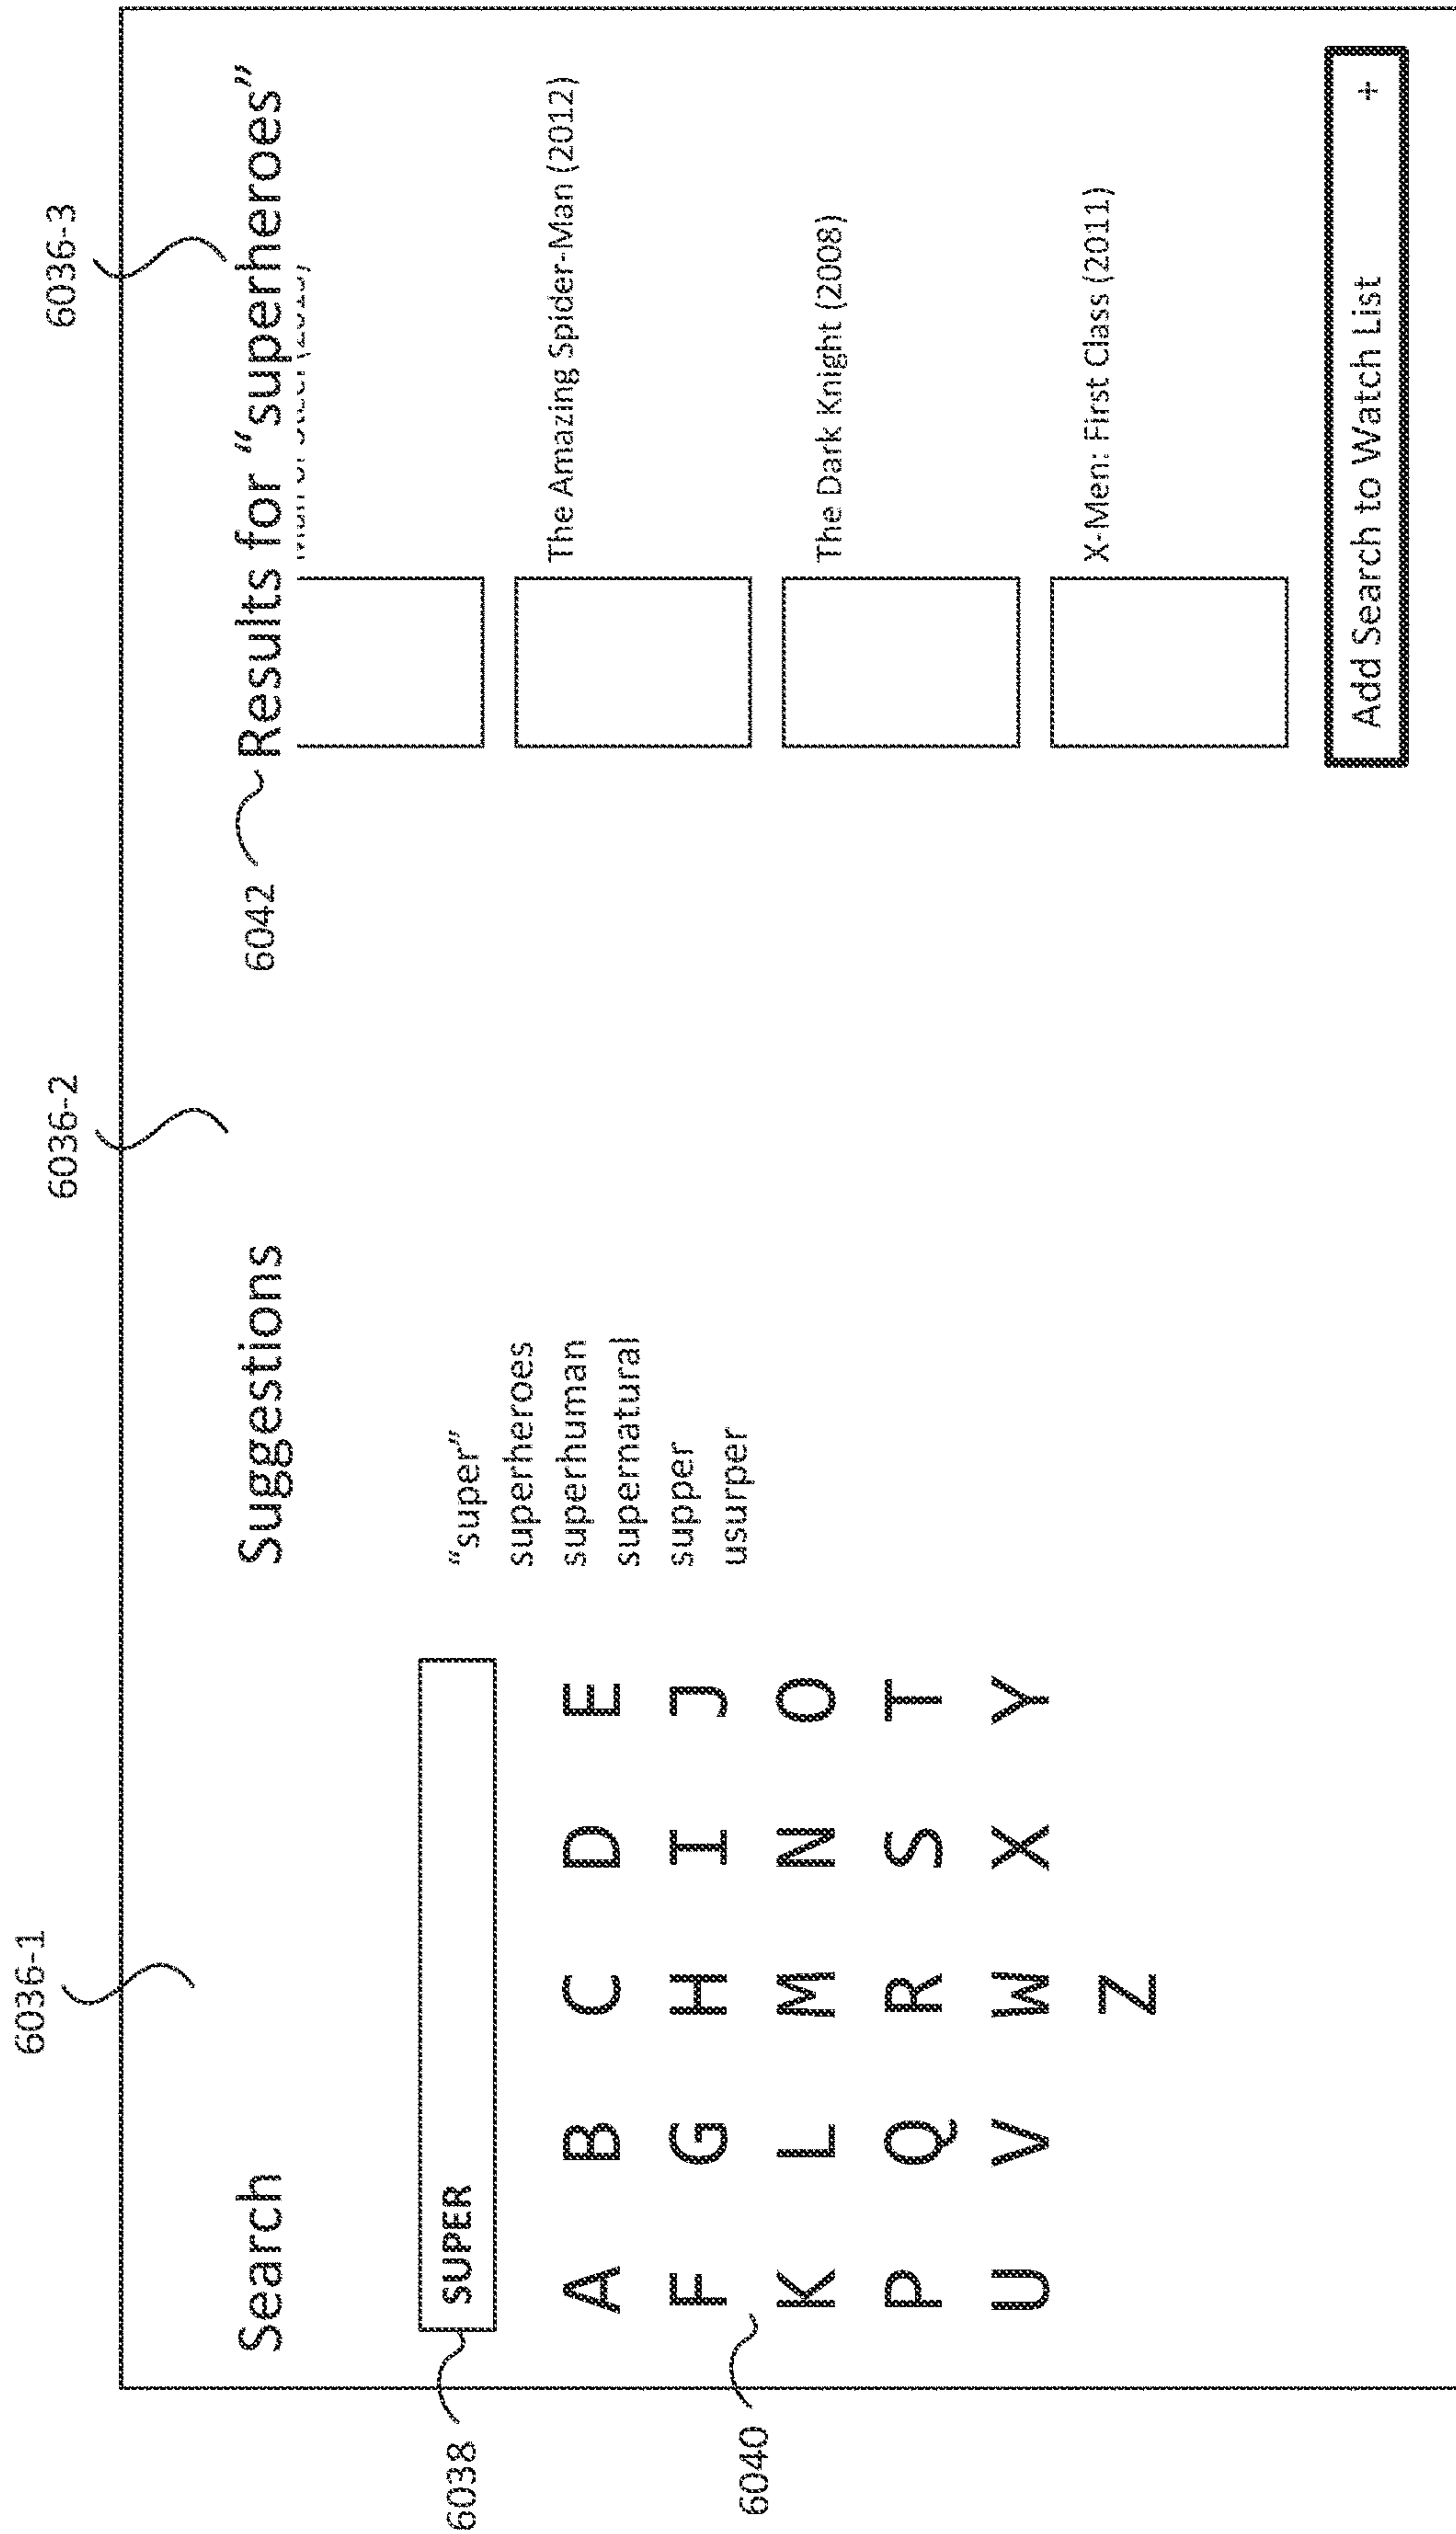 6036-1
6036-2
6036-3
Search
6038
SUPER
A B C D E
F G H I J
K L M N O
P Q R S T
U V W X Y
Z
6040
Suggestions
"super"
superheroes
superhuman
supernatural
supper
usurper
6042
Results for "superheroes"
The Amazing Spider-Man (2012)
The Dark Knight (2008)
X-Men: First Class (2011)
Add Search to Watch List +